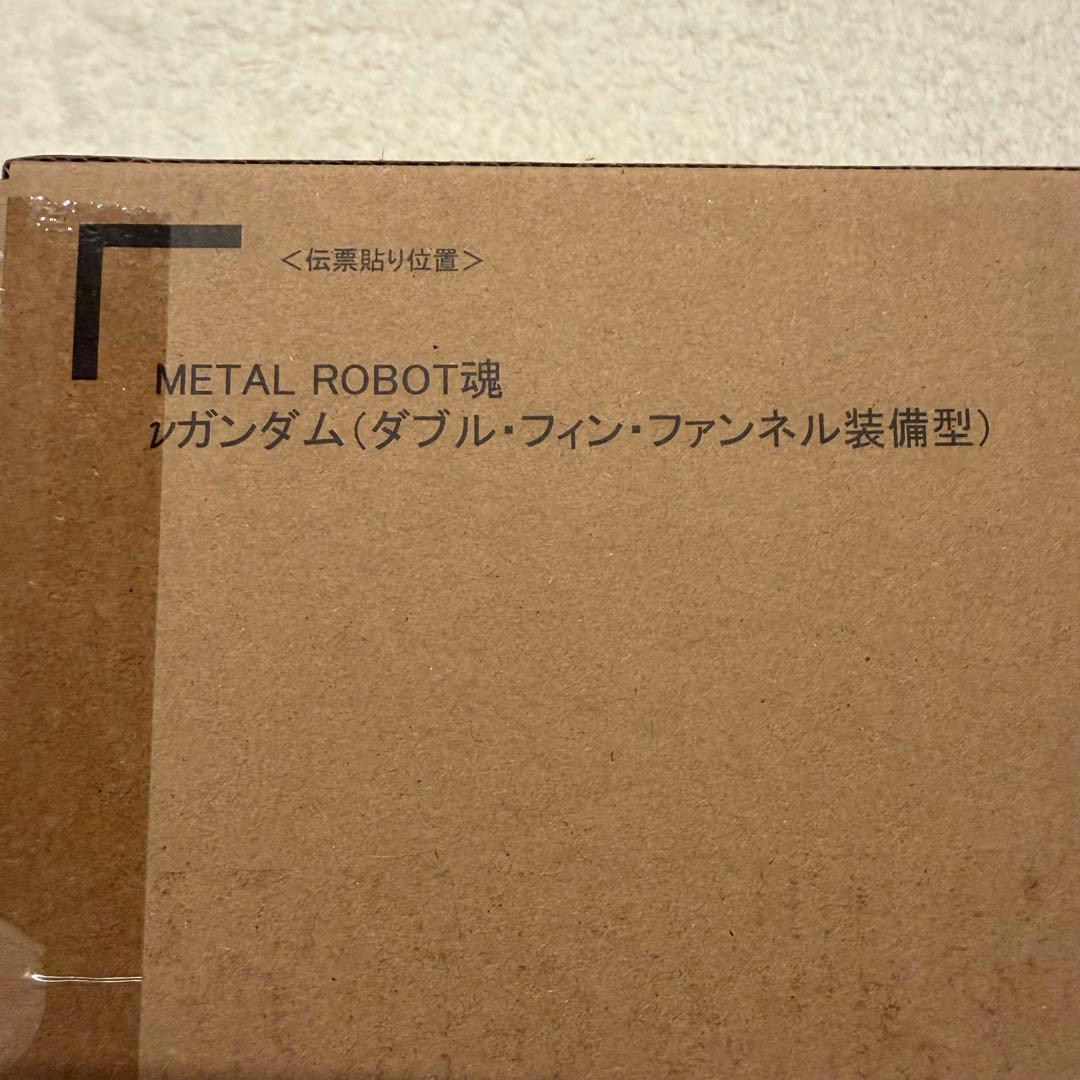 ＜伝票貼り位置＞
METAL ROBOT魂
νガンダム（ダブル・フィン・ファンネル装備型）